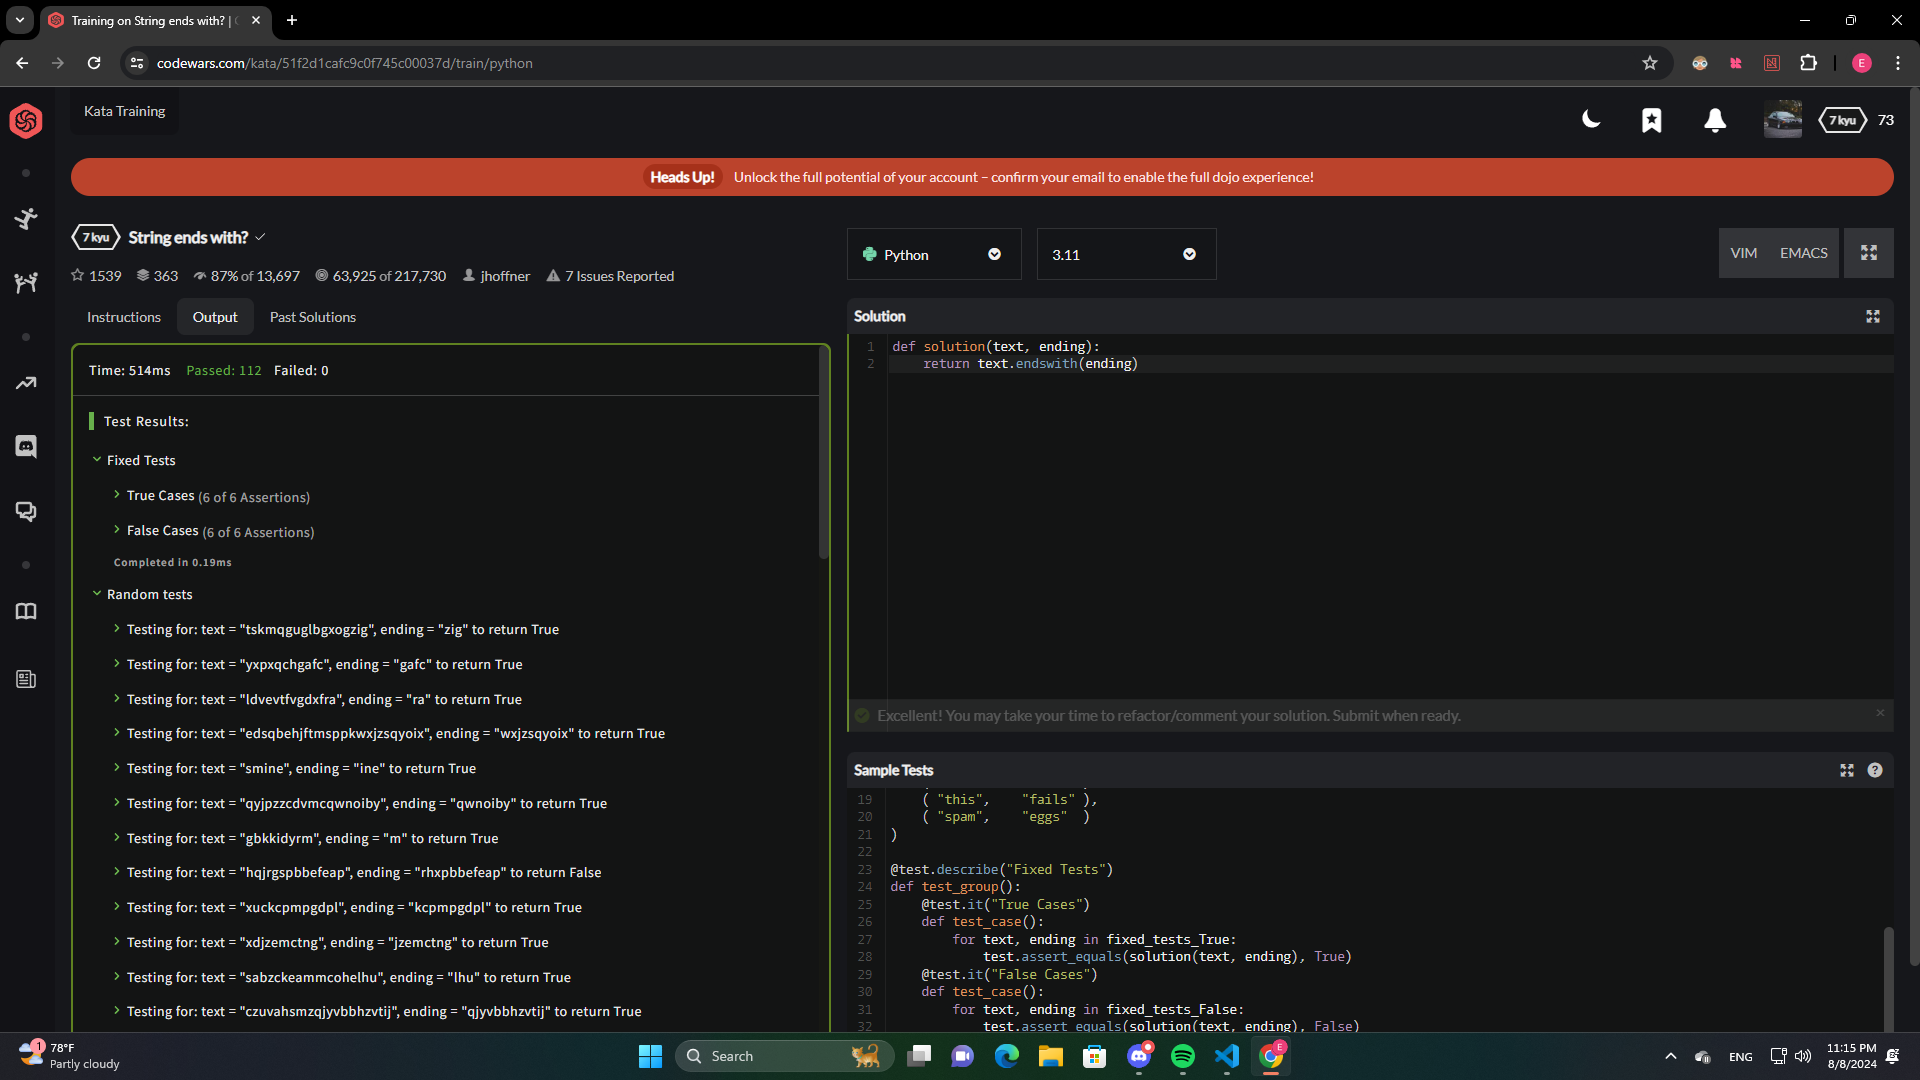 Training on String ends with? |
codewars.com/kata/51f2d1cafc9c0f745c00037d/train/python
E
Kata Training
7 kyu
73
Heads Up! Unlock the full potential of your account – confirm your email to enable the full dojo experience!
7 kyu String ends with?
1539 363 87% of 13,697 63,925 of 217,730 jhoffner 7 Issues Reported
Instructions Output Past Solutions
Time: 514ms Passed: 112 Failed: 0
Test Results:
Fixed Tests
True Cases (6 of 6 Assertions)
False Cases (6 of 6 Assertions)
Completed in 0.19ms
Random tests
Testing for: text = "tskmqguglbgxogzig", ending = "zig" to return True
Testing for: text = "yxpxqchgafc", ending = "gafc" to return True
Testing for: text = "ldvevtfvgdxfra", ending = "ra" to return True
Testing for: text = "edsqbehjftmsppkwxjzsqyoix", ending = "wxjzsqyoix" to return True
Testing for: text = "smine", ending = "ine" to return True
Testing for: text = "qyjpzzcdvmcqwnoiby", ending = "qwnoiby" to return True
Testing for: text = "gbkkidyrm", ending = "m" to return True
Testing for: text = "hqjrgspbbefeap", ending = "rhxpbbefeap" to return False
Testing for: text = "xuckcpmpgdpl", ending = "kcpmpgdpl" to return True
Testing for: text = "xdjzemctng", ending = "jzemctng" to return True
Testing for: text = "sabzckeammcohelhu", ending = "lhu" to return True
Testing for: text = "czuvahsmzqjyvbbhzvtij", ending = "qjyvbbhzvtij" to return True
Python
3.11
VIM EMACS
Solution
1 def solution(text, ending):
2 return text.endswith(ending)
Excellent! You may take your time to refactor/comment your solution. Submit when ready.
Sample Tests
19 ( "this", "fails" ),
20 ( "spam", "eggs" )
21 )
22
23 @test.describe("Fixed Tests")
24 def test_group():
25 @test.it("True Cases")
26 def test_case():
27 for text, ending in fixed_tests_True:
28 test.assert_equals(solution(text, ending), True)
29 @test.it("False Cases")
30 def test_case():
31 for text, ending in fixed_tests_False:
32 test.assert_equals(solution(text, ending), False)
1
78°F
Partly cloudy
Search
E
ENG
11:15 PM
8/8/2024